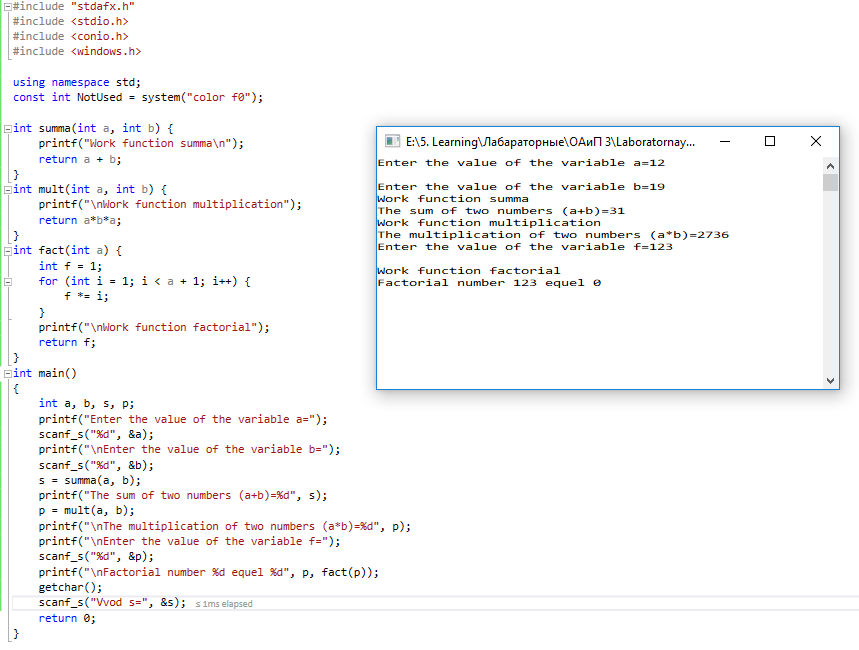 #include "stdafx.h"
#include <stdio.h>
#include <conio.h>
#include <windows.h>

using namespace std;
const int NotUsed = system("color f0");

int summa(int a, int b) {
    printf("Work function summa\n");
    return a + b;
}
int mult(int a, int b) {
    printf("\nWork function multiplication");
    return a*b*a;
}
int fact(int a) {
    int f = 1;
    for (int i = 1; i < a + 1; i++) {
        f *= i;
    }
    printf("\nWork function factorial");
    return f;
}
int main()
{
    int a, b, s, p;
    printf("Enter the value of the variable a=");
    scanf_s("%d", &a);
    printf("\nEnter the value of the variable b=");
    scanf_s("%d", &b);
    s = summa(a, b);
    printf("The sum of two numbers (a+b)=%d", s);
    p = mult(a, b);
    printf("\nThe multiplication of two numbers (a*b)=%d", p);
    printf("\nEnter the value of the variable f=");
    scanf_s("%d", &p);
    printf("\nFactorial number %d equel %d", p, fact(p));
    getchar();
    scanf_s("Vvod s=", &s); ≤ 1ms elapsed
    return 0;
}
E:\5. Learning\Лабараторные\ОАиП 3\Laboratornay...
Enter the value of the variable a=12

Enter the value of the variable b=19
Work function summa
The sum of two numbers (a+b)=31
Work function multiplication
The multiplication of two numbers (a*b)=2736
Enter the value of the variable f=123

Work function factorial
Factorial number 123 equel 0